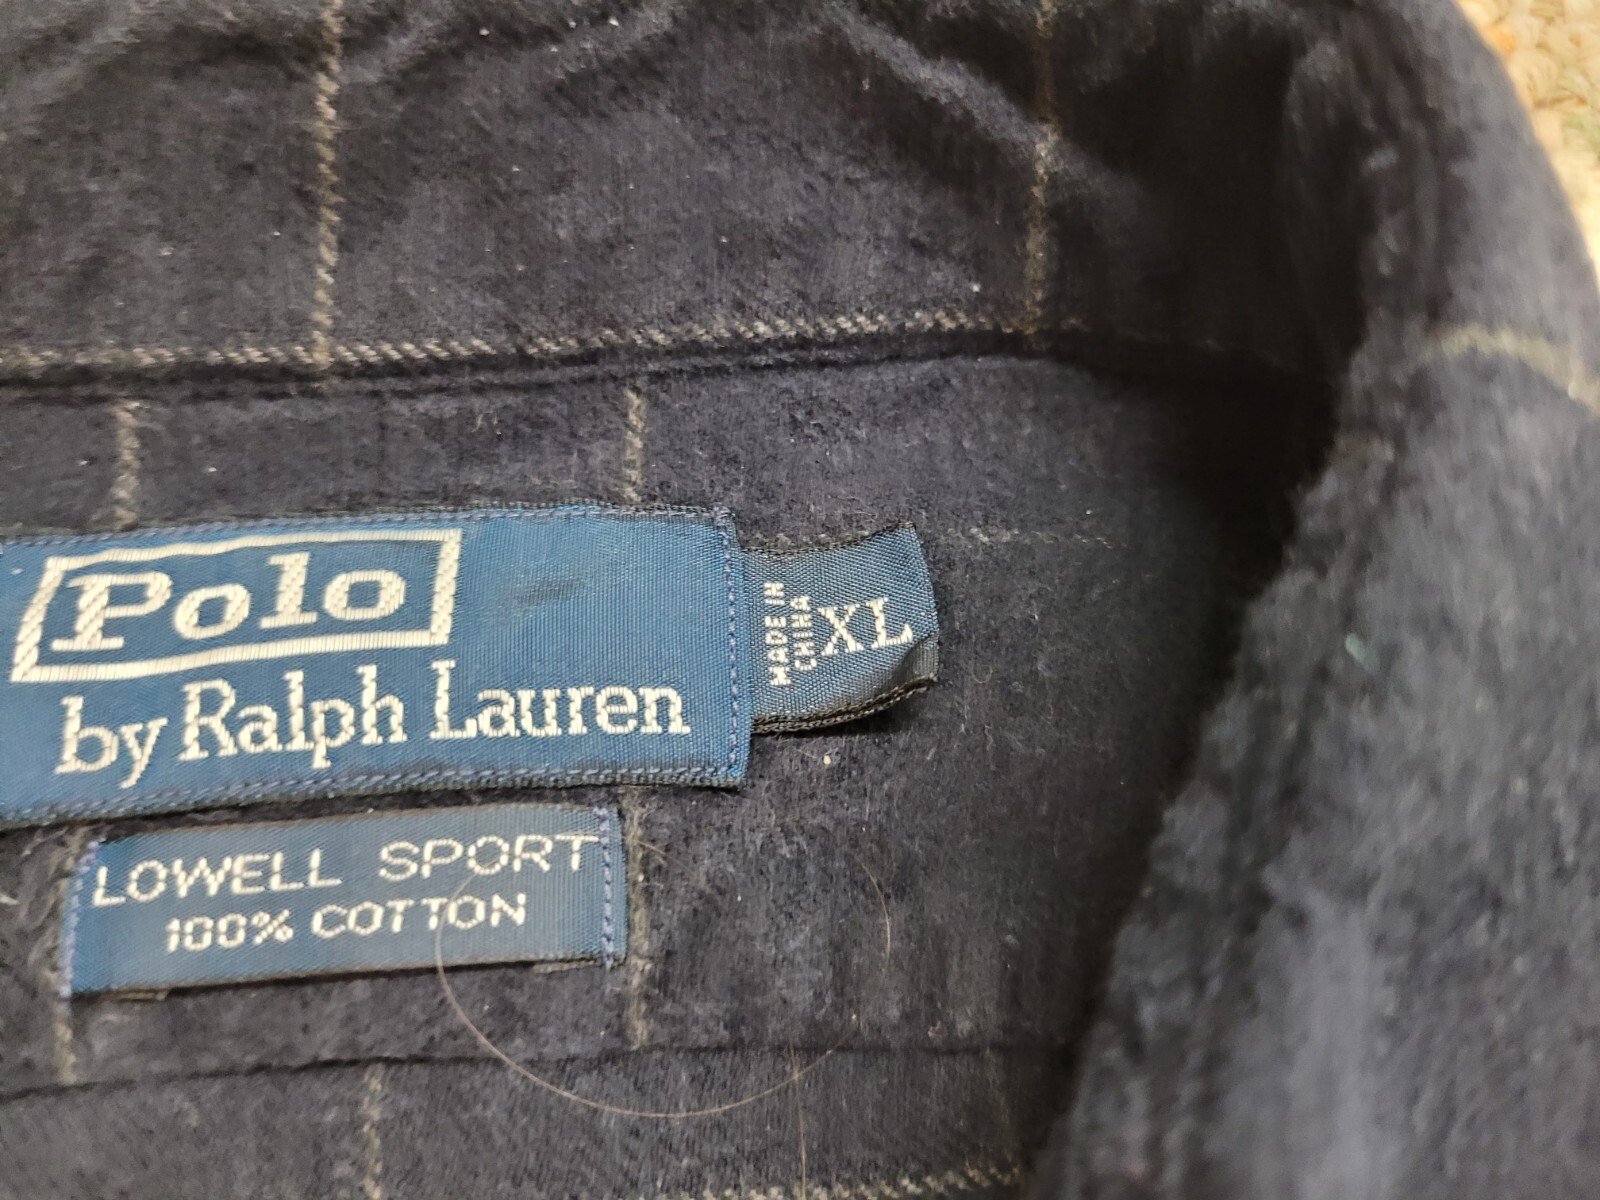 Polo
by Ralph Lauren
MADE IN
CHINA
XL
LOWELL SPORT
100% COTTON